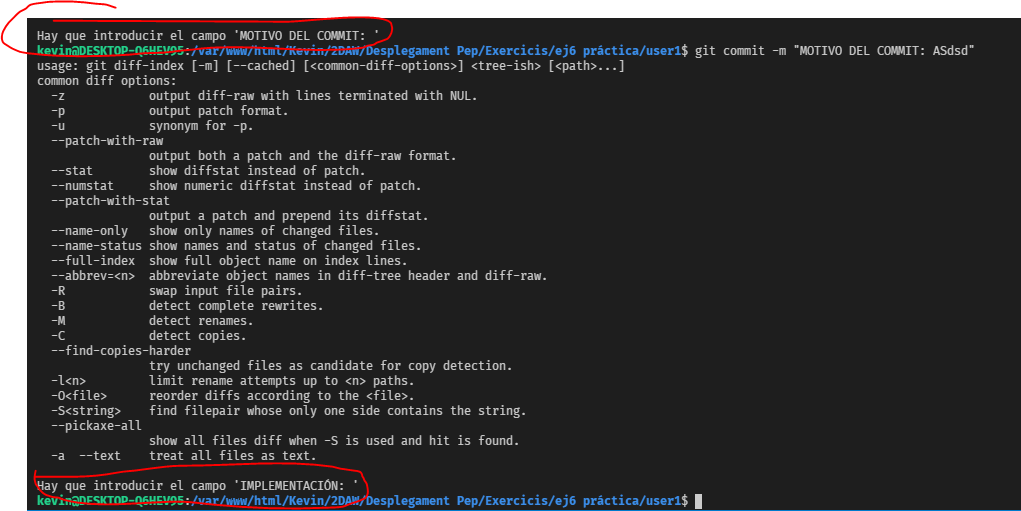 Hay que introducir el campo 'MOTIVO DEL COMMIT: '
kevin@DESKTOP-Q6HEV95:/var/www/html/Kevin/2DAW/Desplegament Pep/Exercicis/ej6 práctica/user1$ git commit -m "MOTIVO DEL COMMIT: ASdsd"
usage: git diff-index [-m] [--cached] [<common-diff-options>] <tree-ish> [<path>...]
common diff options:
  -z            output diff-raw with lines terminated with NUL.
  -p            output patch format.
  -u            synonym for -p.
  --patch-with-raw
                output both a patch and the diff-raw format.
  --stat        show diffstat instead of patch.
  --numstat     show numeric diffstat instead of patch.
  --patch-with-stat
                output a patch and prepend its diffstat.
  --name-only   show only names of changed files.
  --name-status show names and status of changed files.
  --full-index  show full object name on index lines.
  --abbrev=<n>  abbreviate object names in diff-tree header and diff-raw.
  -R            swap input file pairs.
  -B            detect complete rewrites.
  -M            detect renames.
  -C            detect copies.
  --find-copies-harder
                try unchanged files as candidate for copy detection.
  -l<n>         limit rename attempts up to <n> paths.
  -O<file>      reorder diffs according to the <file>.
  -S<string>    find filepair whose only one side contains the string.
  --pickaxe-all
                show all files diff when -S is used and hit is found.
  -a  --text    treat all files as text.
Hay que introducir el campo 'IMPLEMENTACIÓN: '
kevin@DESKTOP-Q6HEV95:/var/www/html/Kevin/2DAW/Desplegament Pep/Exercicis/ej6 práctica/user1$